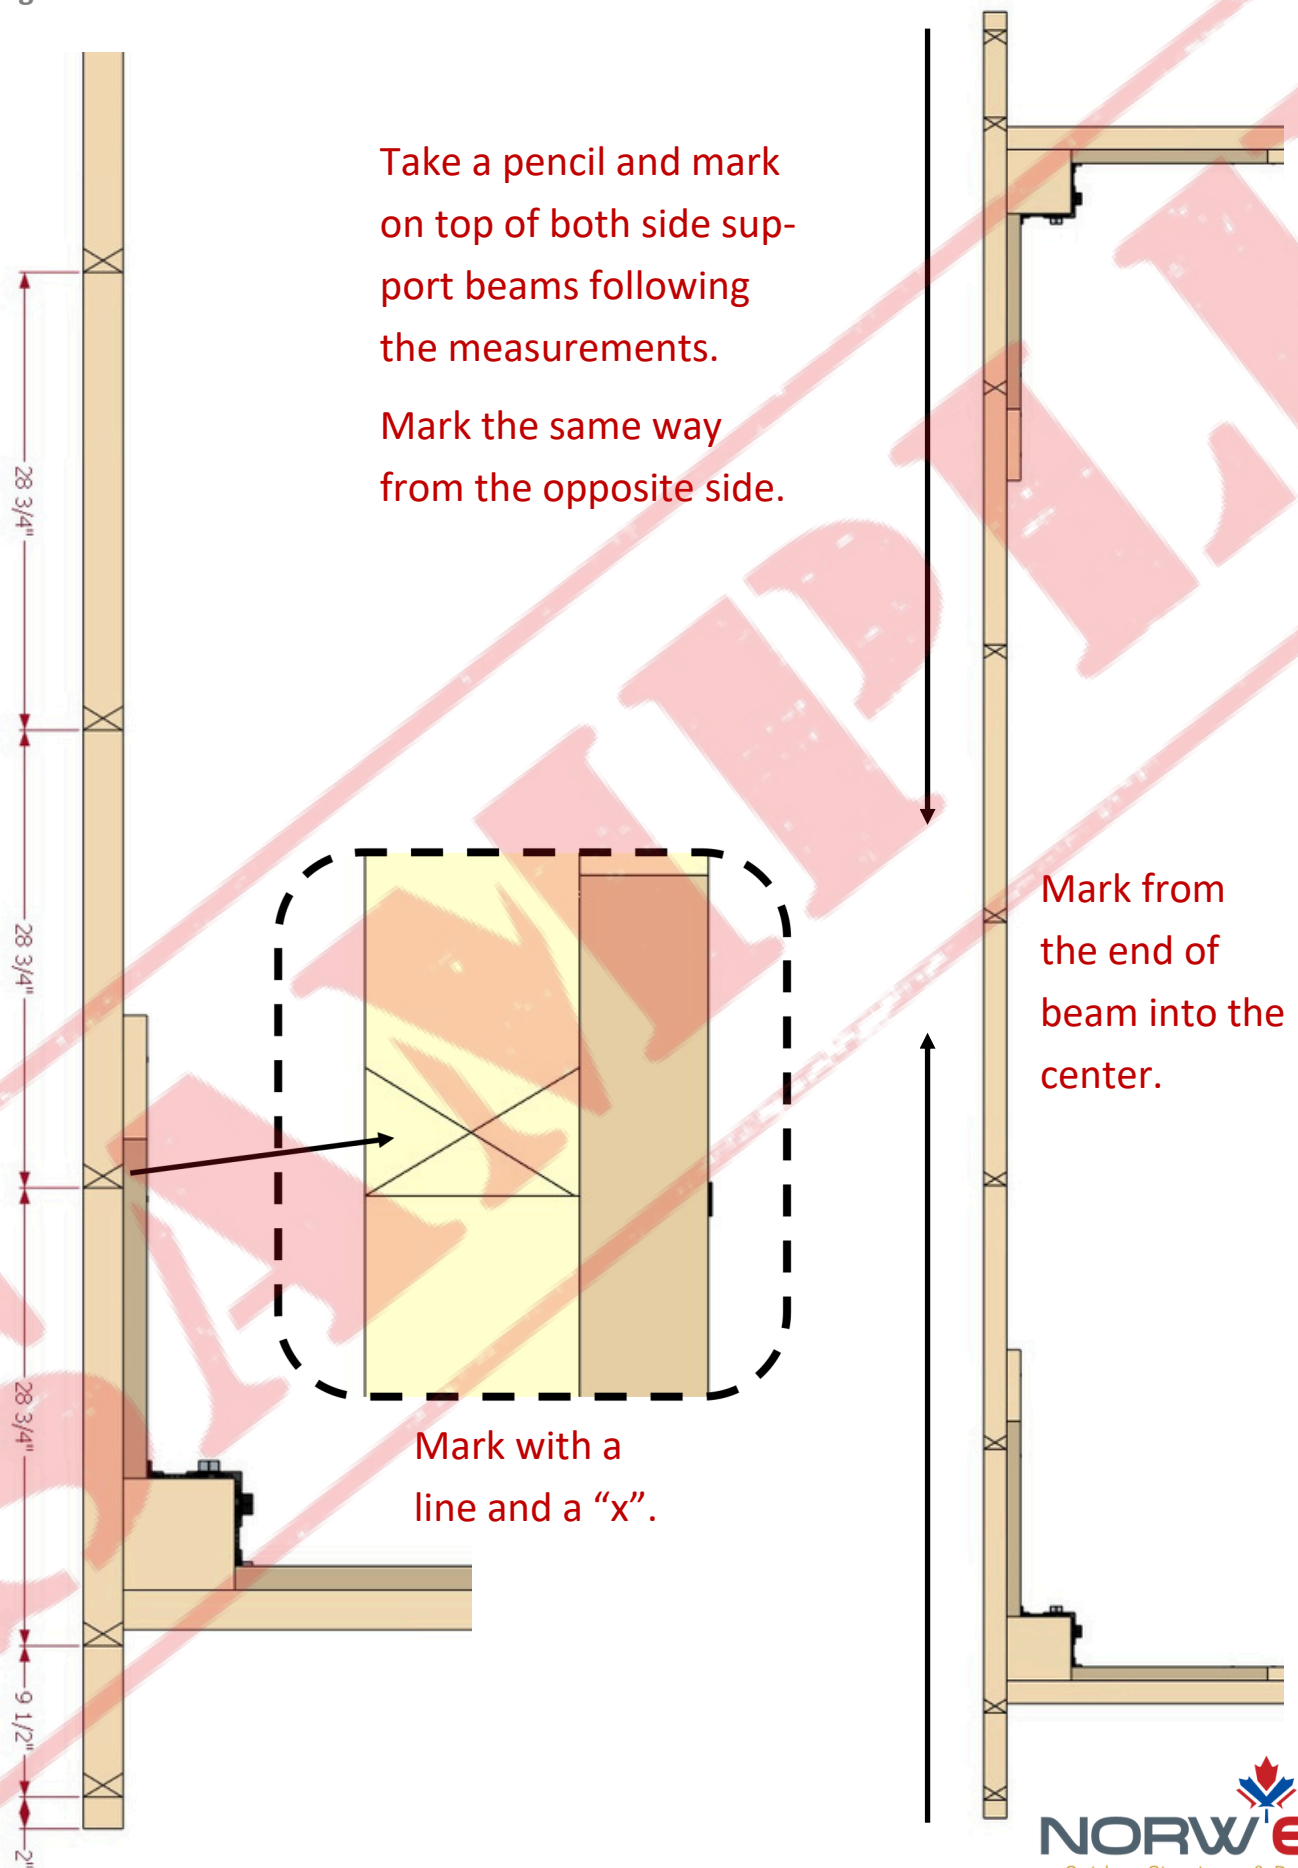 Take a pencil and mark
on top of both side sup-
port beams following
the measurements.
Mark the same way
from the opposite side.
28 3/4"
28 3/4"
28 3/4"
9 1/2"
2"
Mark from
the end of
beam into the
center.
Mark with a
line and a “x”.
SAMPLE
NORW